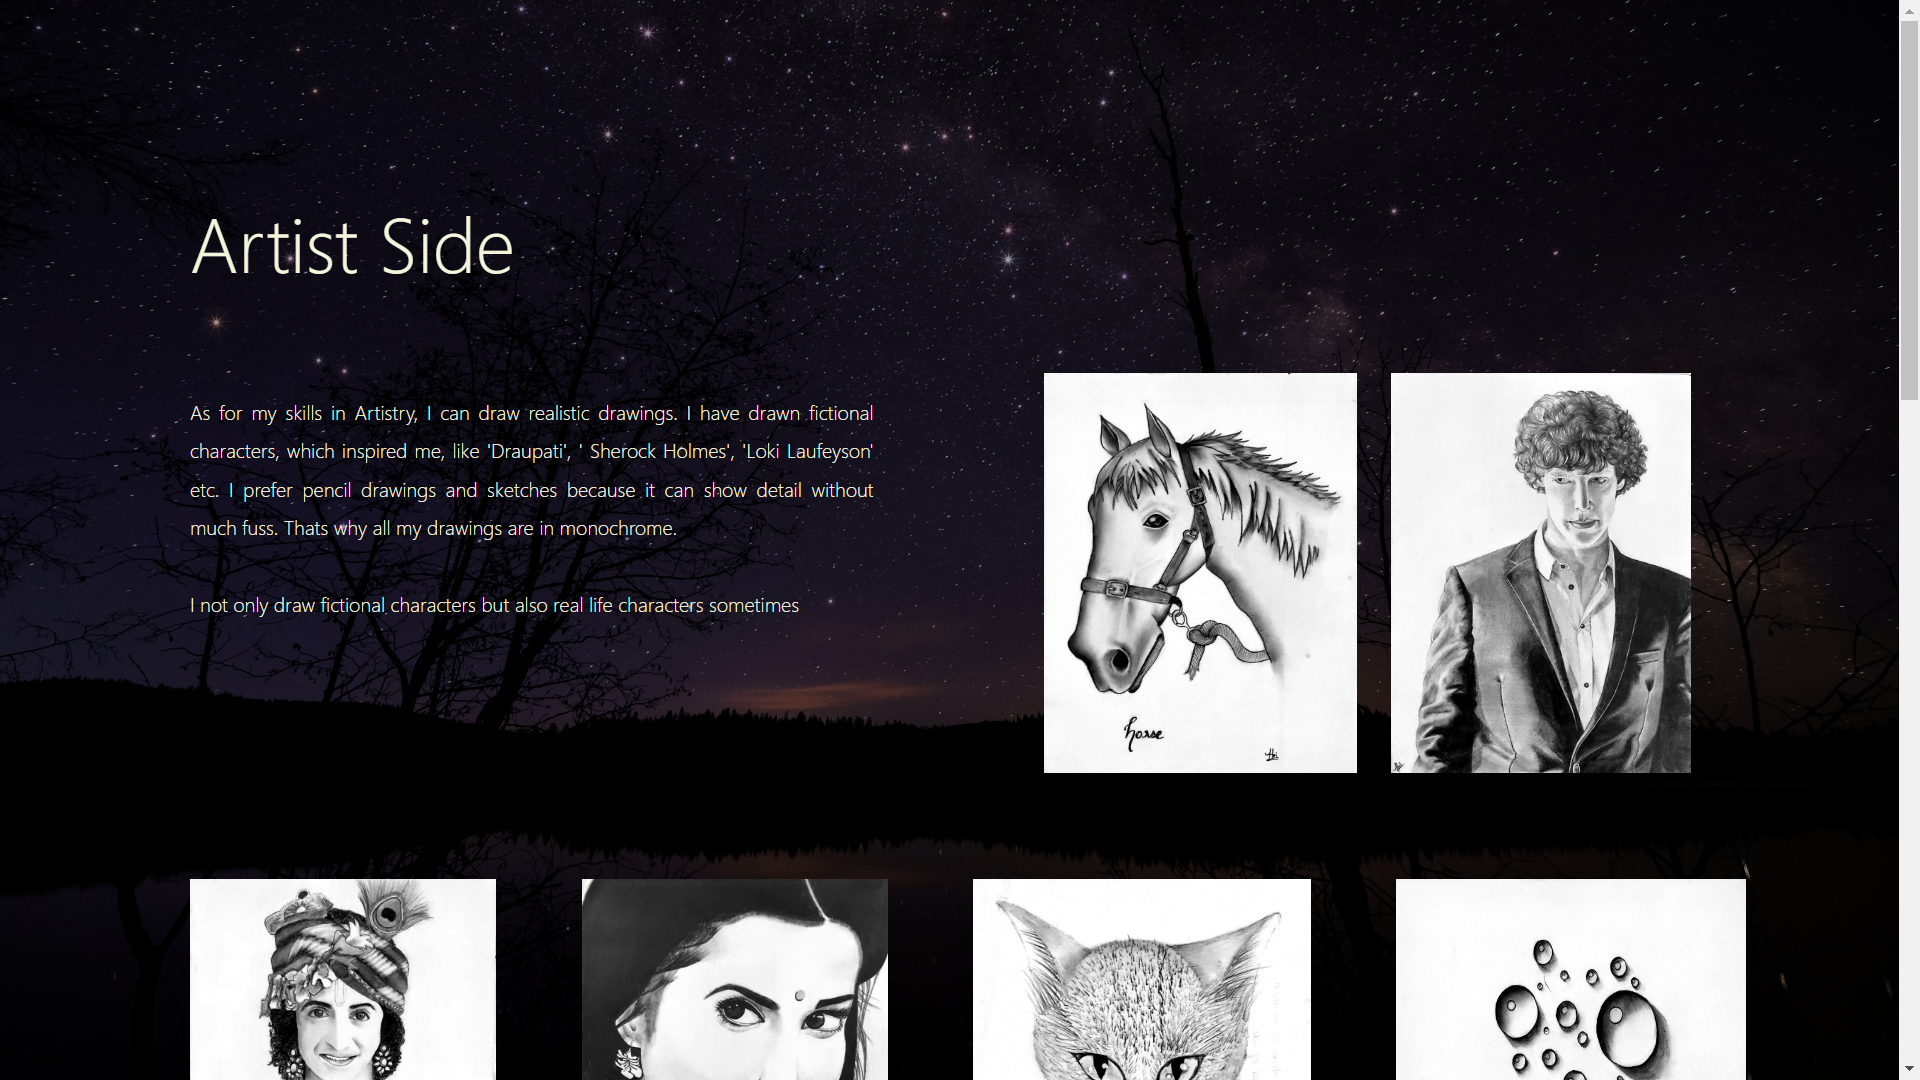 Artist Side
As for my skills in Artistry, I can draw realistic drawings. I have drawn fictional
characters, which inspired me, like 'Draupati', ' Sherock Holmes', 'Loki Laufeyson'
etc. I prefer pencil drawings and sketches because it can show detail without
much fuss. Thats why all my drawings are in monochrome.
I not only draw fictional characters but also real life characters sometimes
horse